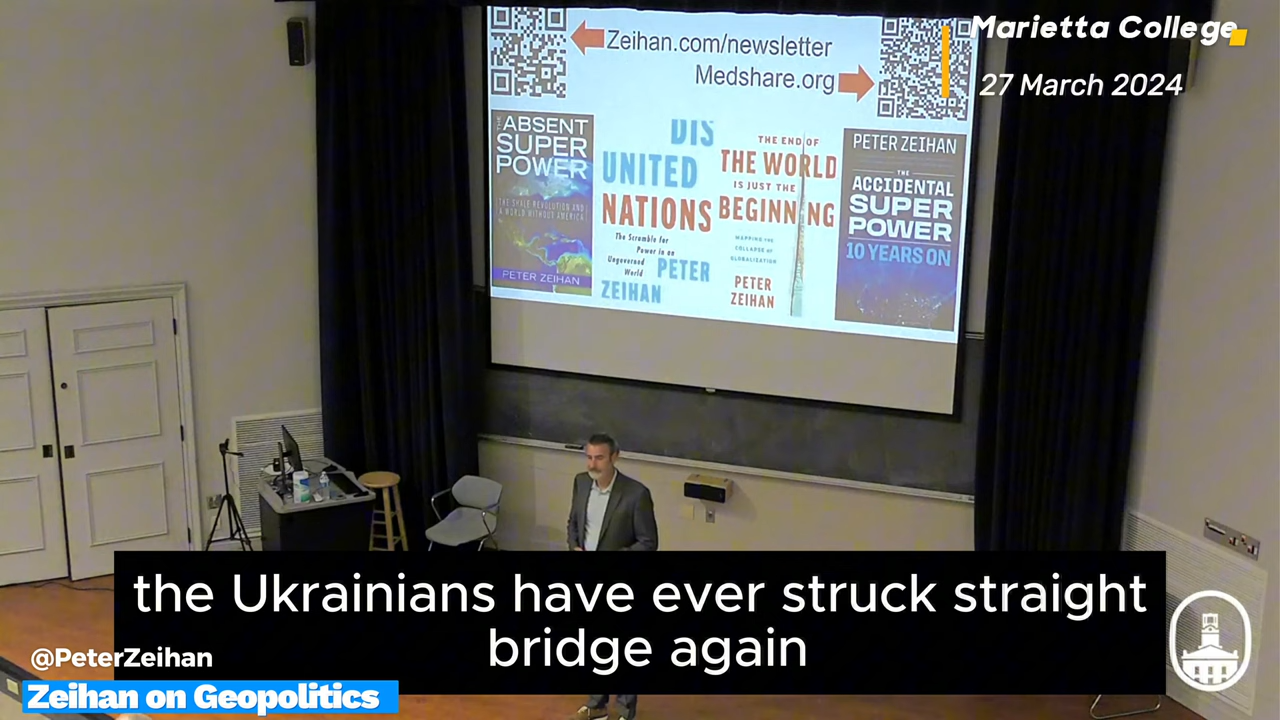 Zeihan.com/newsletter
Medshare.org
Marietta College
27 March 2024
THE
ABSENT
SUPER
POWER
THE SHALE REVOLUTION AND
A WORLD WITHOUT AMERICA
PETER ZEIHAN
DIS
UNITED
NATIONS
The Scramble for
Power in an
Ungoverned
World
PETER
ZEIHAN
THE END OF
THE WORLD
IS JUST THE
BEGINNING
MAPPING THE
COLLAPSE OF
GLOBALIZATION
PETER
ZEIHAN
PETER ZEIHAN
THE
ACCIDENTAL
SUPER
POWER
10 YEARS ON
the Ukrainians have ever struck straight
bridge again
@PeterZeihan
Zeihan on Geopolitics